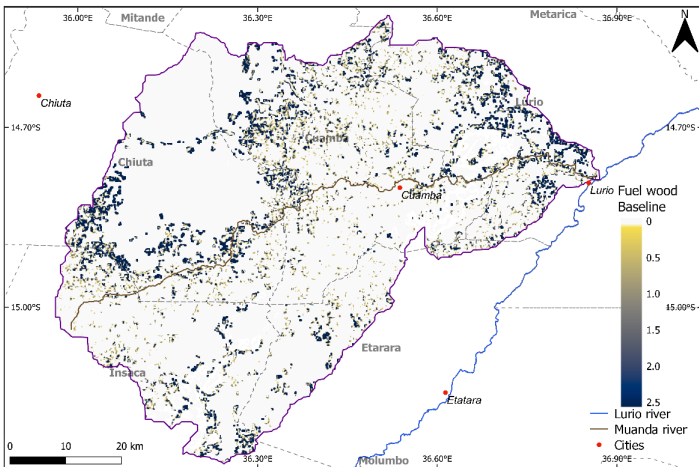 36.00°E
36.30°E
36.60°E
36.90°E
Mitande
Metarica
N
Chiuta
Lúrio
14.70°S
14.70°S
Cuamba
Chiuta
Cuamba
Lurio
Fuel wood
Baseline
0
0.5
1.0
1.5
2.0
2.5
15.00°S
15.00°S
Etarara
Insaca
Etatara
Lurio river
Muanda river
Cities
0 10 20 km
Molumbo
36.30°E
36.60°E
36.90°E